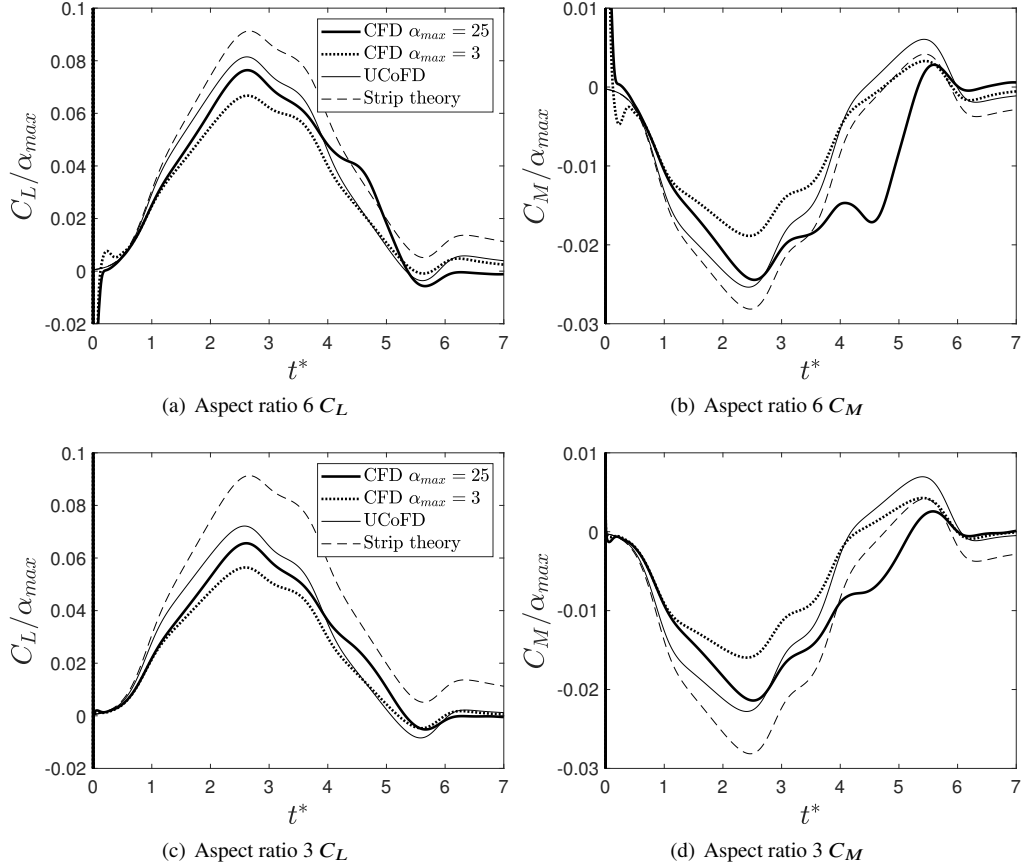 0.1
0.08
0.06
0.04
0.02
0
-0.02
C_L/α_max
CFD α_max = 25
CFD α_max = 3
UCoFD
Strip theory
0 1 2 3 4 5 6 7
t*
(a) Aspect ratio 6 C_L
0.01
0
-0.01
-0.02
-0.03
C_M/α_max
0 1 2 3 4 5 6 7
t*
(b) Aspect ratio 6 C_M
0.1
0.08
0.06
0.04
0.02
0
-0.02
C_L/α_max
CFD α_max = 25
CFD α_max = 3
UCoFD
Strip theory
0 1 2 3 4 5 6 7
t*
(c) Aspect ratio 3 C_L
0.01
0
-0.01
-0.02
-0.03
C_M/α_max
0 1 2 3 4 5 6 7
t*
(d) Aspect ratio 3 C_M